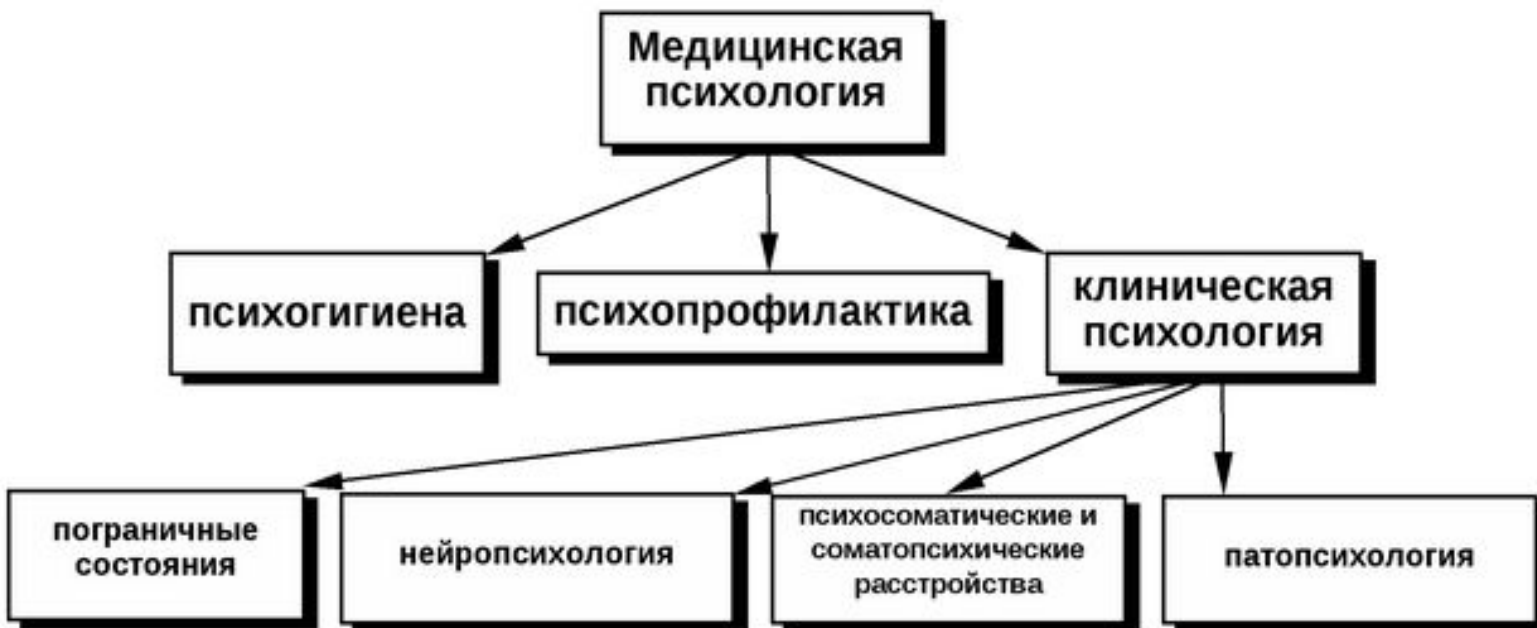 Медицинская
психология
психогигиена
психопрофилактика
клиническая
психология
пограничные
состояния
нейропсихология
психосоматические и
соматопсихические
расстройства
патопсихология